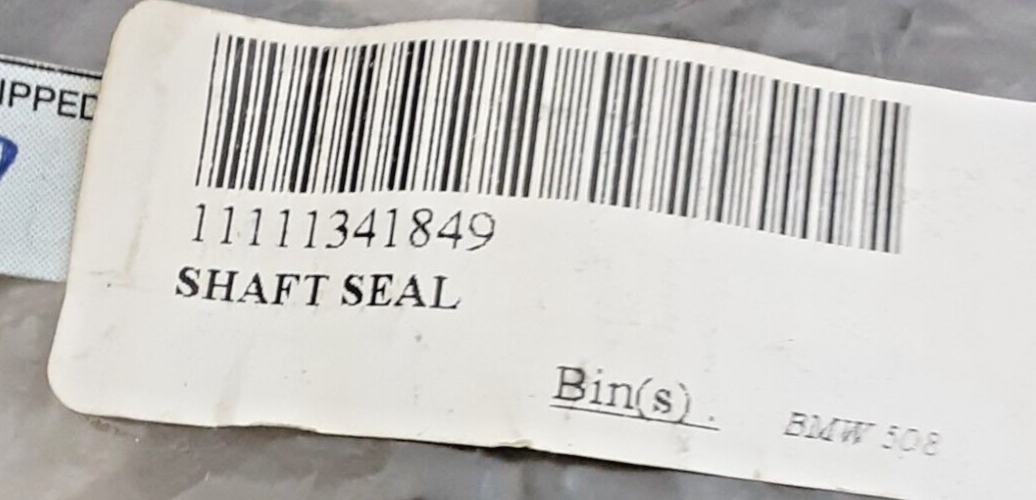 IPPED
11111341849
SHAFT SEAL
Bin(s) .
BMW 508